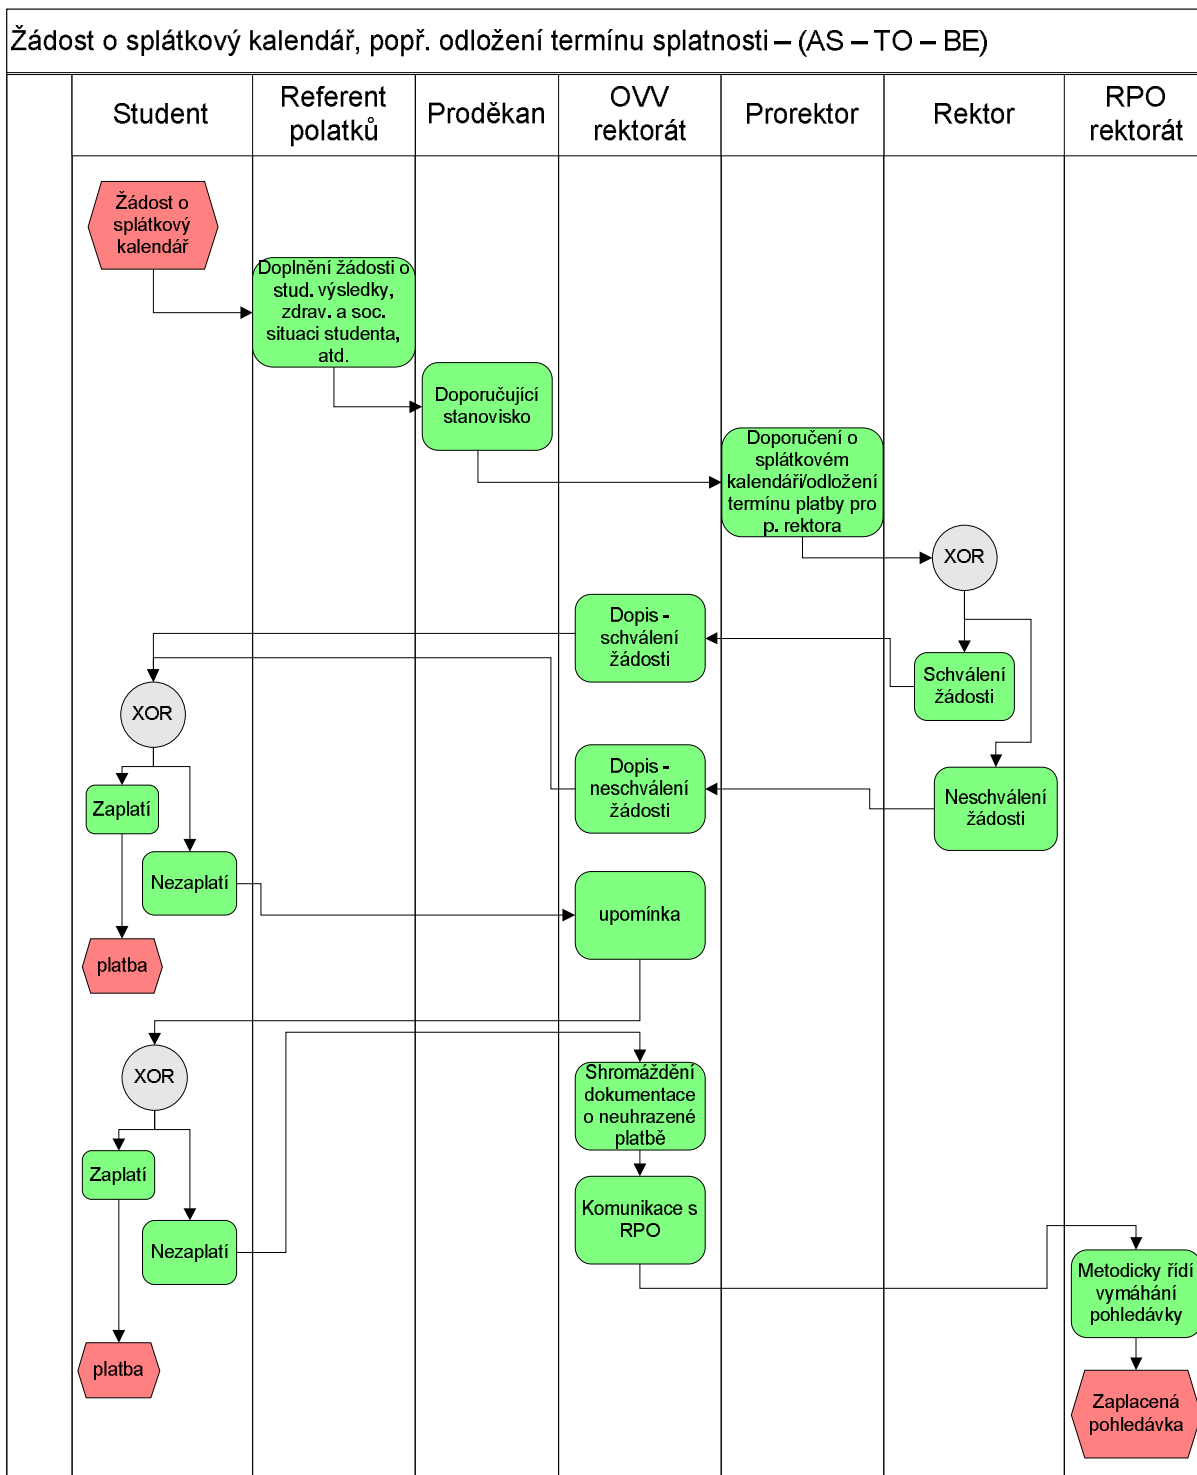 Žádost o splátkový kalendář, popř. odložení termínu splatnosti – (AS – TO – BE)
Student
Referent
polatků
Proděkan
OVV
rektorát
Prorektor
Rektor
RPO
rektorát
Žádost o
splátkový
kalendář
Doplnění žádosti o
stud. výsledky,
zdrav. a soc.
situaci studenta,
atd.
Doporučující
stanovisko
Doporučení o
splátkovém
kalendáři/odložení
termínu platby pro
p. rektora
XOR
Dopis -
schválení
žádosti
Schválení
žádosti
XOR
Dopis -
neschválení
žádosti
Neschválení
žádosti
Zaplatí
Nezaplatí
upomínka
platba
XOR
Shromáždění
dokumentace
o neuhrazené
platbě
Zaplatí
Komunikace s
RPO
Nezaplatí
Metodicky řídí
vymáhání
pohledávky
platba
Zaplacená
pohledávka